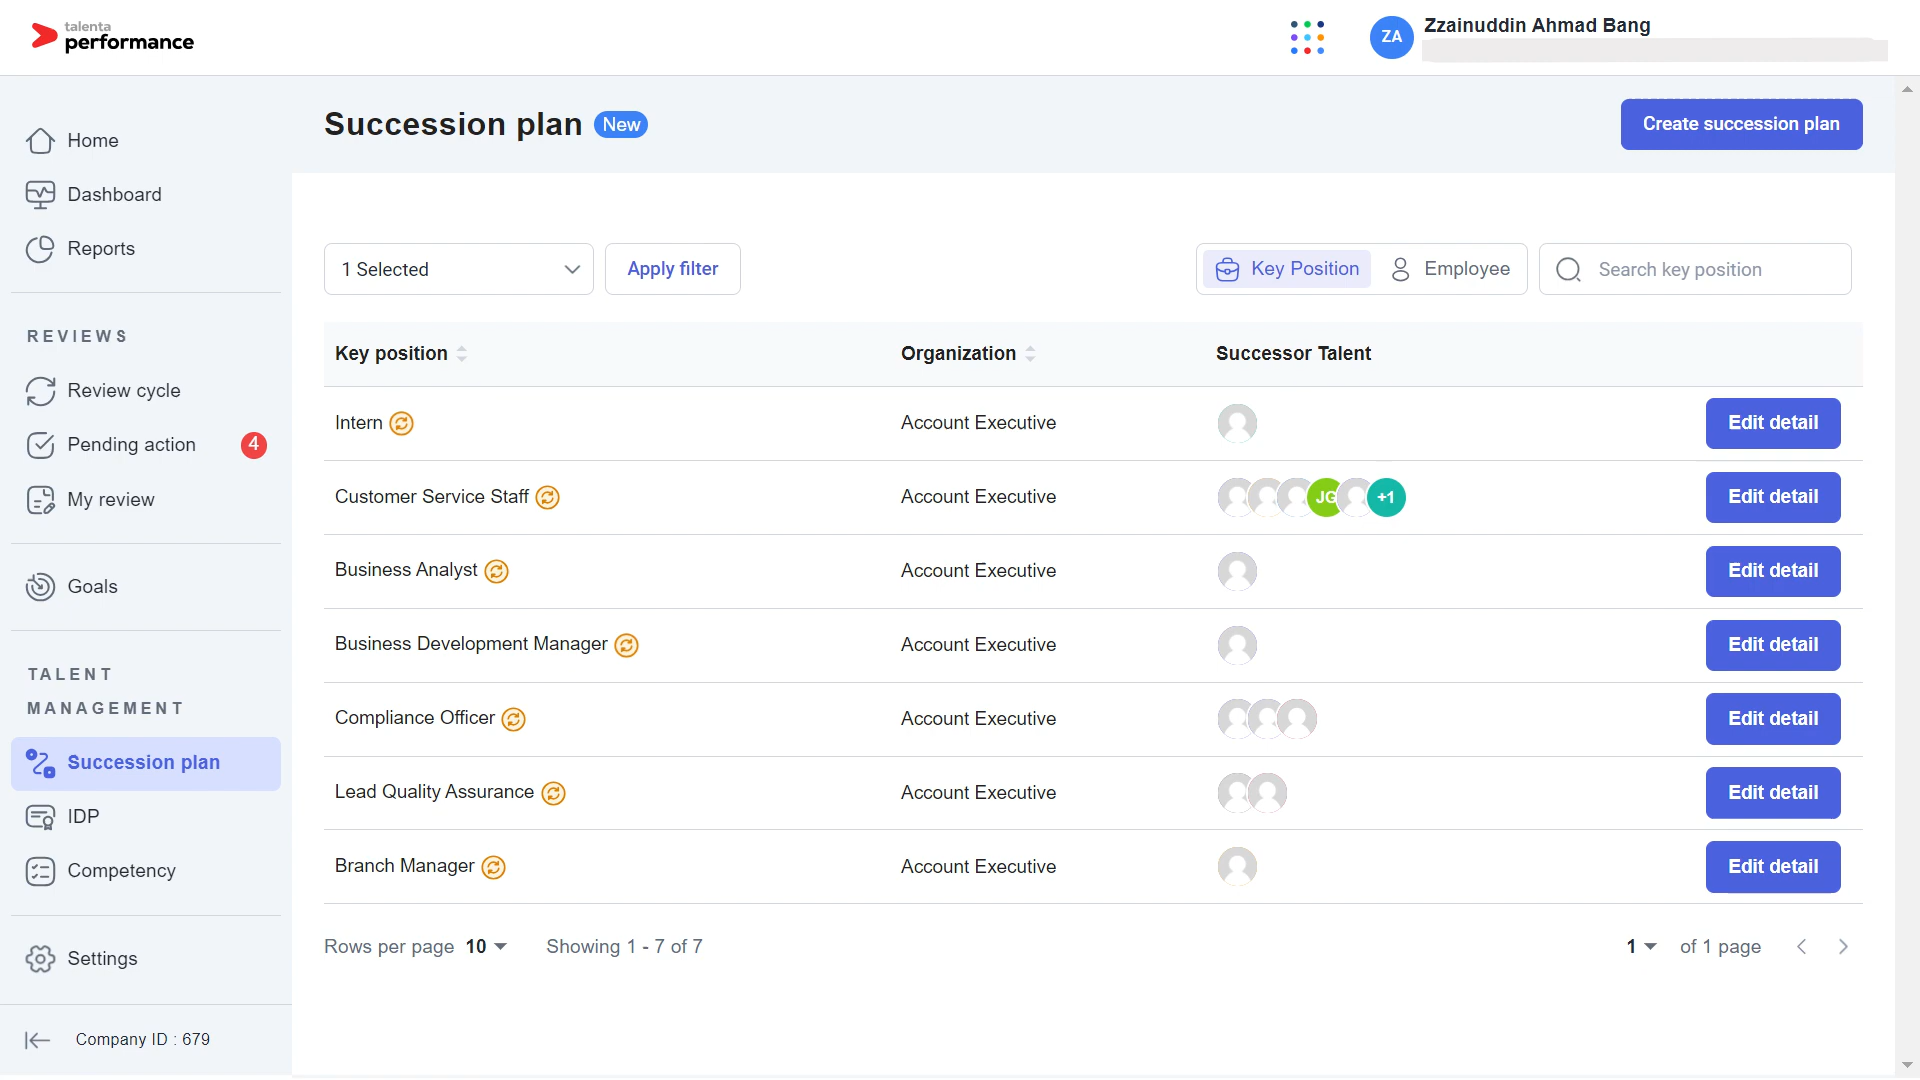 talenta
performance
ZA
Zzainuddin Ahmad Bang
Home
Dashboard
Reports
REVIEWS
Review cycle
Pending action 4
My review
Goals
TALENT
MANAGEMENT
Succession plan
IDP
Competency
Settings
Company ID : 679
Succession plan New
Create succession plan
1 Selected
Apply filter
Key Position
Employee
Search key position
Key position Organization Successor Talent
Intern Account Executive Edit detail
Customer Service Staff Account Executive JG +1 Edit detail
Business Analyst Account Executive Edit detail
Business Development Manager Account Executive Edit detail
Compliance Officer Account Executive Edit detail
Lead Quality Assurance Account Executive Edit detail
Branch Manager Account Executive Edit detail
Rows per page 10 Showing 1 - 7 of 7 1 of 1 page